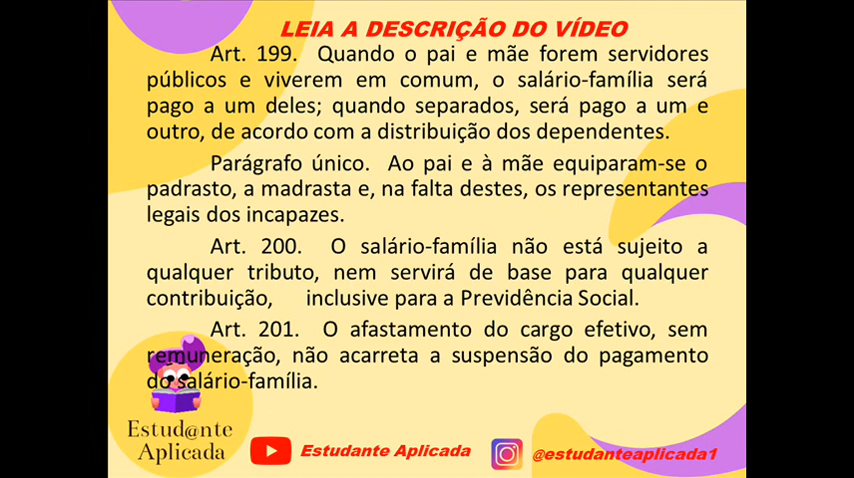 LEIA A DESCRIÇÃO DO VÍDEO
Art. 199. Quando o pai e mãe forem servidores
públicos e viverem em comum, o salário-família será
pago a um deles; quando separados, será pago a um e
outro, de acordo com a distribuição dos dependentes.
Parágrafo único. Ao pai e à mãe equiparam-se o
padrasto, a madrasta e, na falta destes, os representantes
legais dos incapazes.
Art. 200. O salário-família não está sujeito a
qualquer tributo, nem servirá de base para qualquer
contribuição, inclusive para a Previdência Social.
Art. 201. O afastamento do cargo efetivo, sem
remuneração, não acarreta a suspensão do pagamento
do salário-família.
Estud@nte
Aplicada
Estudante Aplicada
@estudanteaplicada1